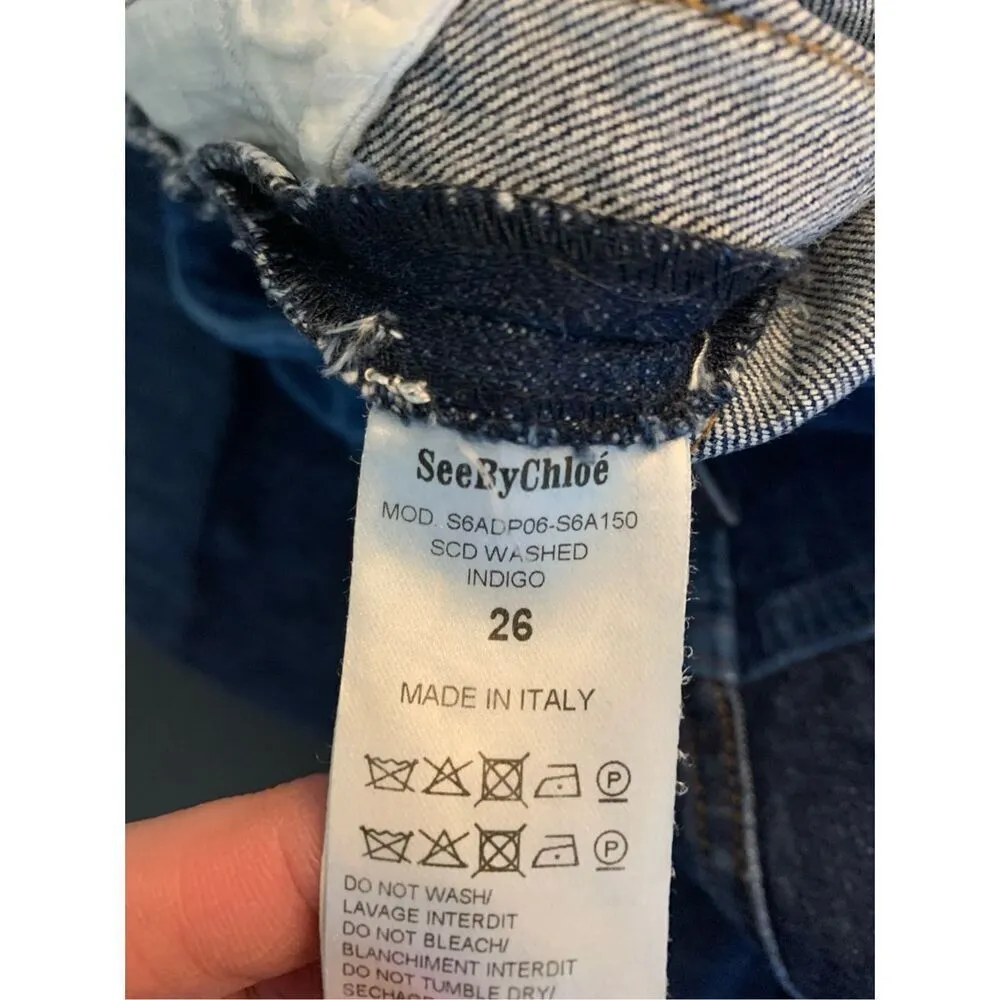 SeeByChloé
MOD. S6ADP06-S6A150
SCD WASHED
INDIGO
26
MADE IN ITALY
P
P
DO NOT WASH/
LAVAGE INTERDIT
DO NOT BLEACH/
BLANCHIMENT INTERDIT
DO NOT TUMBLE DRY/